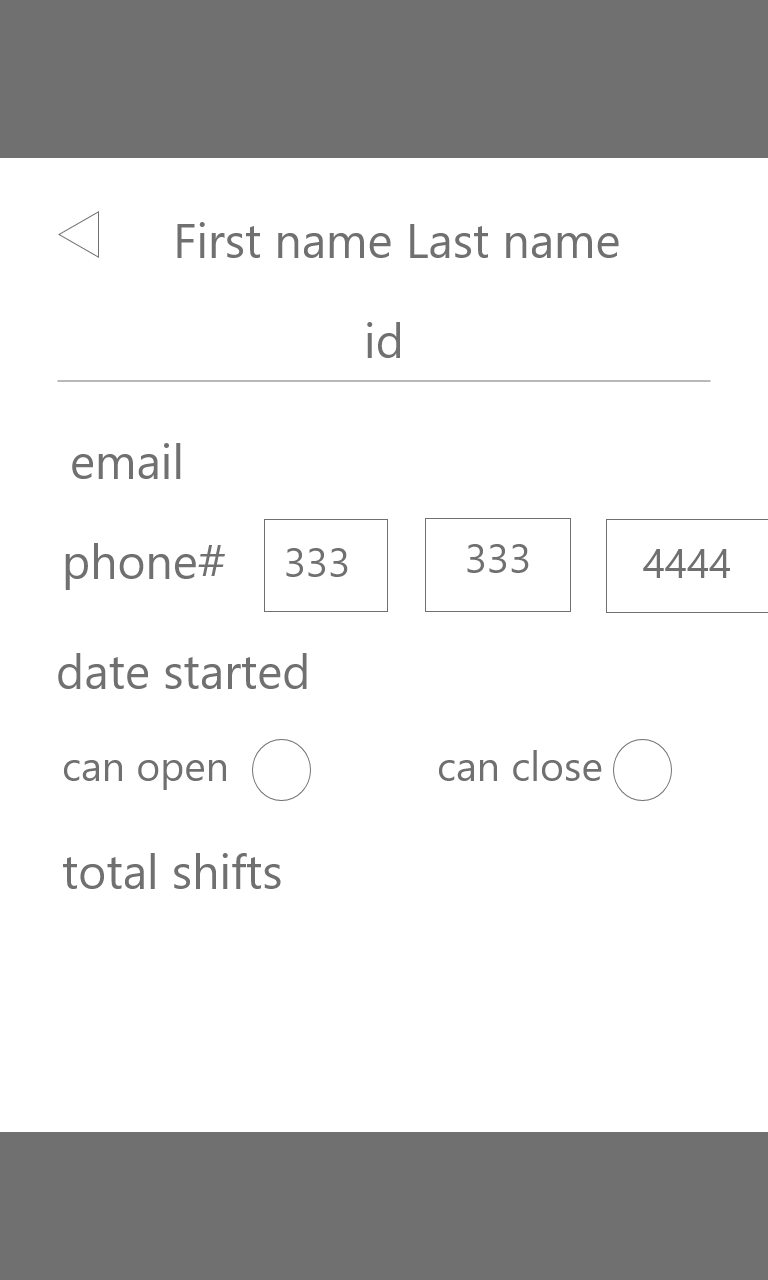 First name Last name
id
email
phone# 333 333 4444
date started
can open can close
total shifts